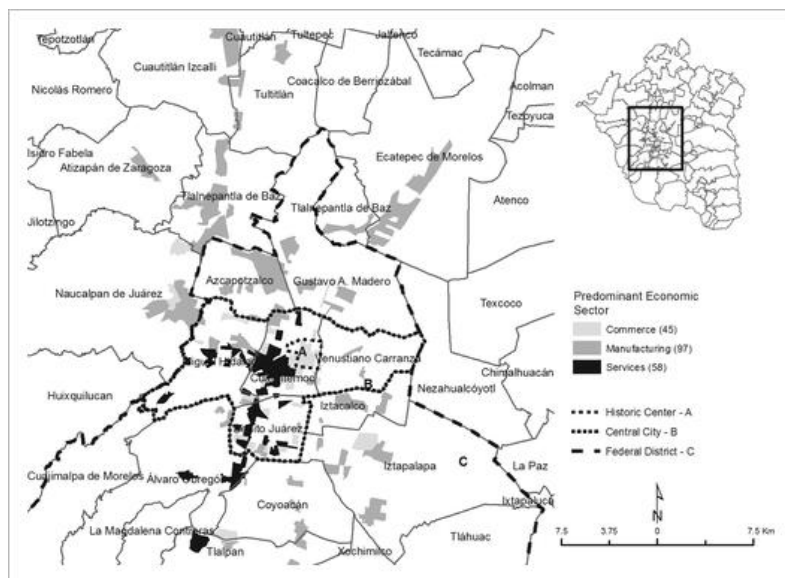 Cuautitlán
Tultepec
Jaltenco
Tepotzotlán
Tecámac
Cuautitlán Izcalli
Coacalco de Berriozábal
Acolman
Nicolás Romero
Tultitlán
Tezoyuca
Isidro Fabela
Ecatepec de Morelos
Atizapán de Zaragoza
Tlalnepantla de Baz
Tlalnepantla de Baz
Atenco
Jilotzingo
Azcapotzalco
Gustavo A. Madero
Naucalpan de Juárez
Texcoco
A
Venustiano Carranza
Miguel Hidalgo
Cuauhtemoc
Chimalhuacán
B
Nezahualcóyotl
Huixquilucan
Iztacalco
Benito Juárez
Iztapalapa
C
La Paz
Cuajimalpa de Morelos
Álvaro Obregón
Ixtapaluca
Coyoacán
La Magdalena Contreras
Tláhuac
Tlalpan
Xochimilco
Predominant Economic
Sector
Commerce (45)
Manufacturing (97)
Services (58)
Historic Center - A
Central City - B
Federal District - C
N
7.5 3.75 0 7.5 Km